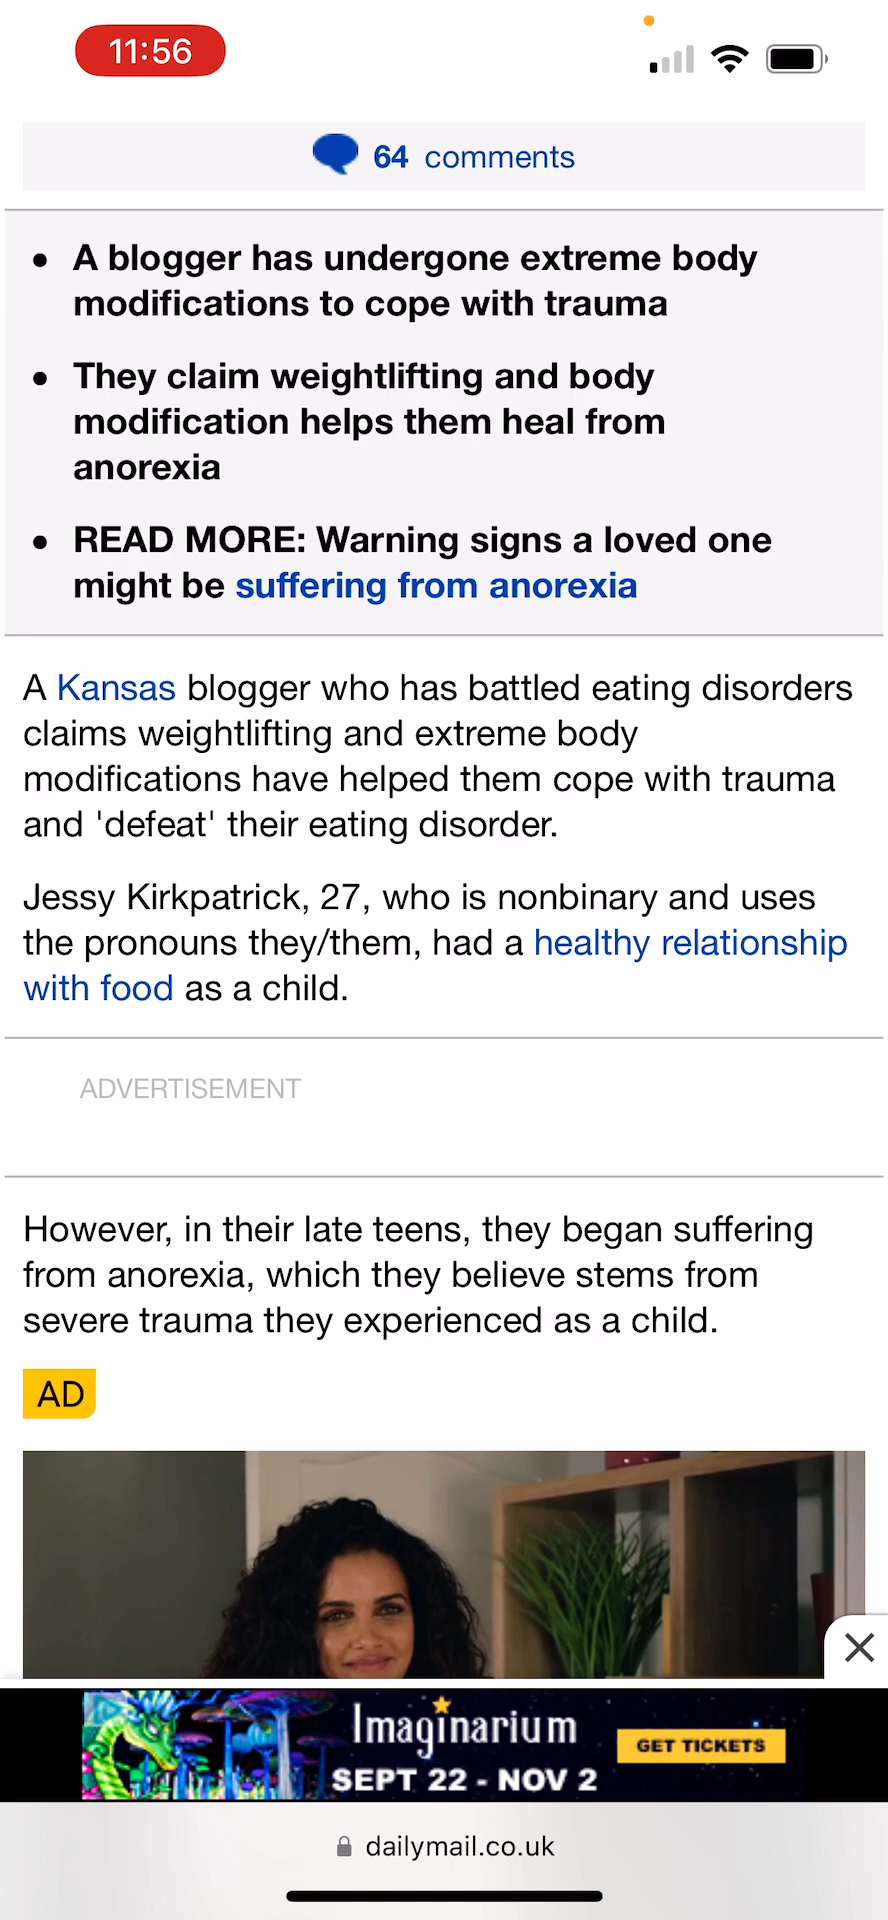 11:56
64 comments
• A blogger has undergone extreme body
modifications to cope with trauma
• They claim weightlifting and body
modification helps them heal from
anorexia
• READ MORE: Warning signs a loved one
might be suffering from anorexia
A Kansas blogger who has battled eating disorders
claims weightlifting and extreme body
modifications have helped them cope with trauma
and 'defeat' their eating disorder.
Jessy Kirkpatrick, 27, who is nonbinary and uses
the pronouns they/them, had a healthy relationship
with food as a child.
ADVERTISEMENT
However, in their late teens, they began suffering
from anorexia, which they believe stems from
severe trauma they experienced as a child.
AD
Imaginarium
GET TICKETS
SEPT 22 - NOV 2
dailymail.co.uk